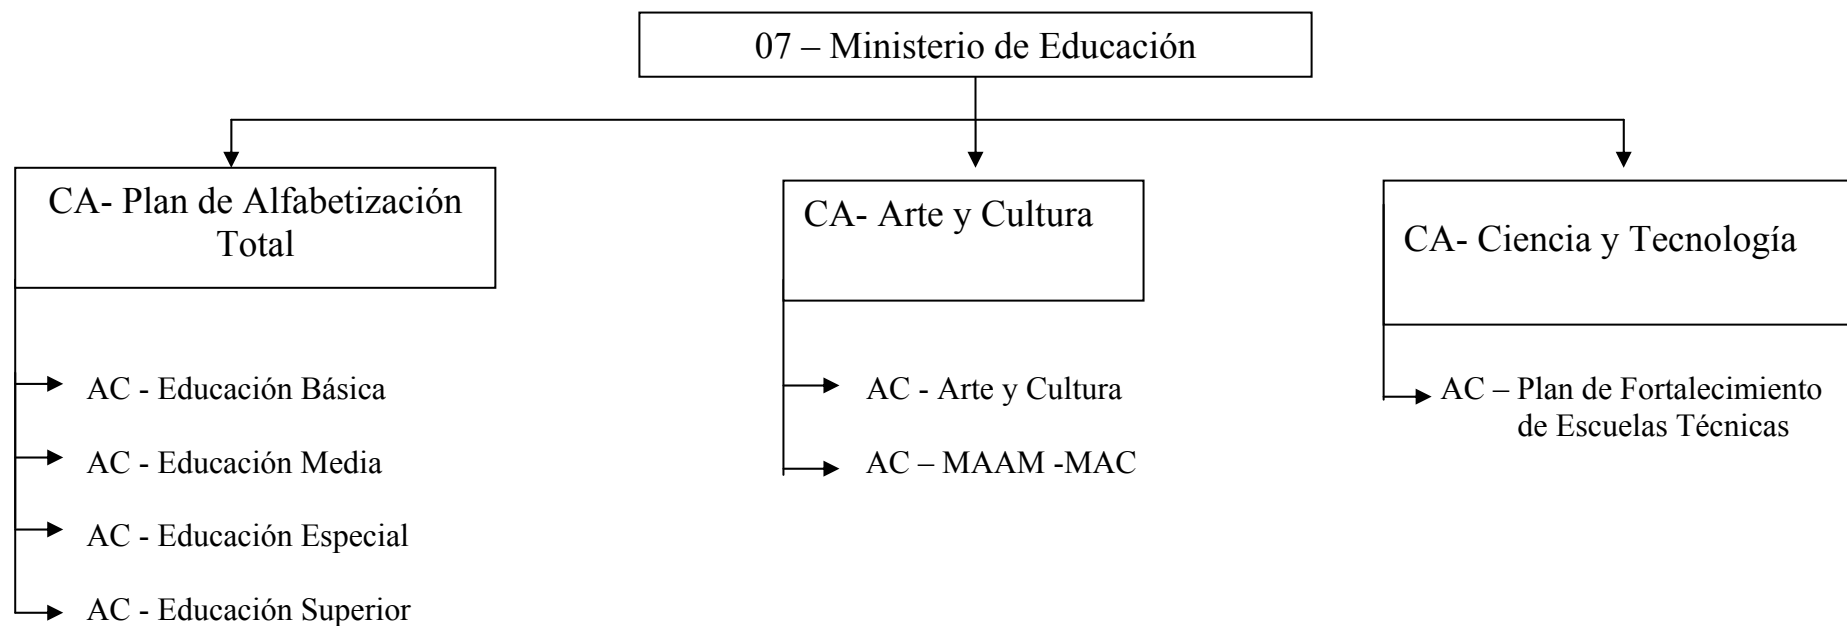 07 – Ministerio de Educación
CA- Plan de Alfabetización
Total
AC - Educación Básica
AC - Educación Media
AC - Educación Especial
AC - Educación Superior
CA- Arte y Cultura
AC - Arte y Cultura
AC – MAAM -MAC
CA- Ciencia y Tecnología
AC – Plan de Fortalecimiento
de Escuelas Técnicas